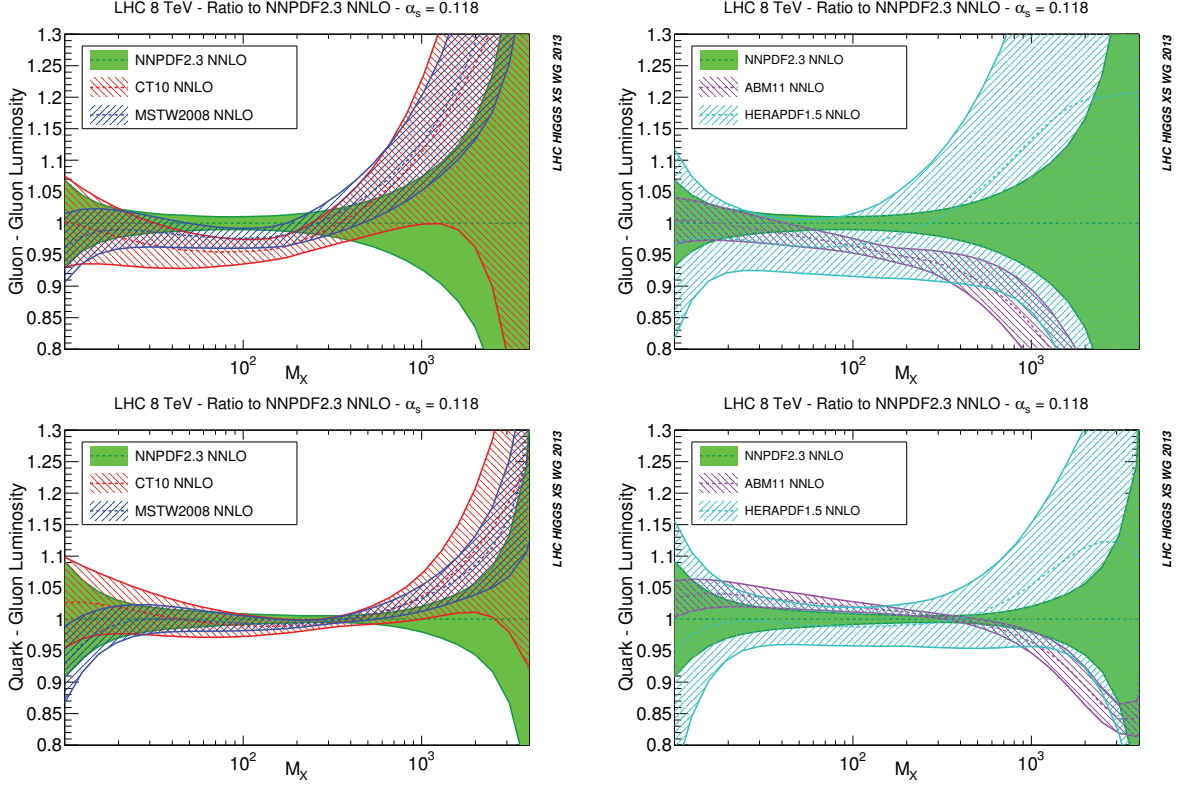 LHC 8 TeV - Ratio to NNPDF2.3 NNLO - αs = 0.118
Gluon - Gluon Luminosity
1.3
1.25
1.2
1.15
1.1
1.05
1
0.95
0.9
0.85
0.8
NNPDF2.3 NNLO
CT10 NNLO
MSTW2008 NNLO
LHC HIGGS XS WG 2013
10²
10³
MX
LHC 8 TeV - Ratio to NNPDF2.3 NNLO - αs = 0.118
Gluon - Gluon Luminosity
1.3
1.25
1.2
1.15
1.1
1.05
1
0.95
0.9
0.85
0.8
NNPDF2.3 NNLO
ABM11 NNLO
HERAPDF1.5 NNLO
LHC HIGGS XS WG 2013
10²
10³
MX
LHC 8 TeV - Ratio to NNPDF2.3 NNLO - αs = 0.118
Quark - Gluon Luminosity
1.3
1.25
1.2
1.15
1.1
1.05
1
0.95
0.9
0.85
0.8
NNPDF2.3 NNLO
CT10 NNLO
MSTW2008 NNLO
LHC HIGGS XS WG 2013
10²
10³
MX
LHC 8 TeV - Ratio to NNPDF2.3 NNLO - αs = 0.118
Quark - Gluon Luminosity
1.3
1.25
1.2
1.15
1.1
1.05
1
0.95
0.9
0.85
0.8
NNPDF2.3 NNLO
ABM11 NNLO
HERAPDF1.5 NNLO
LHC HIGGS XS WG 2013
10²
10³
MX